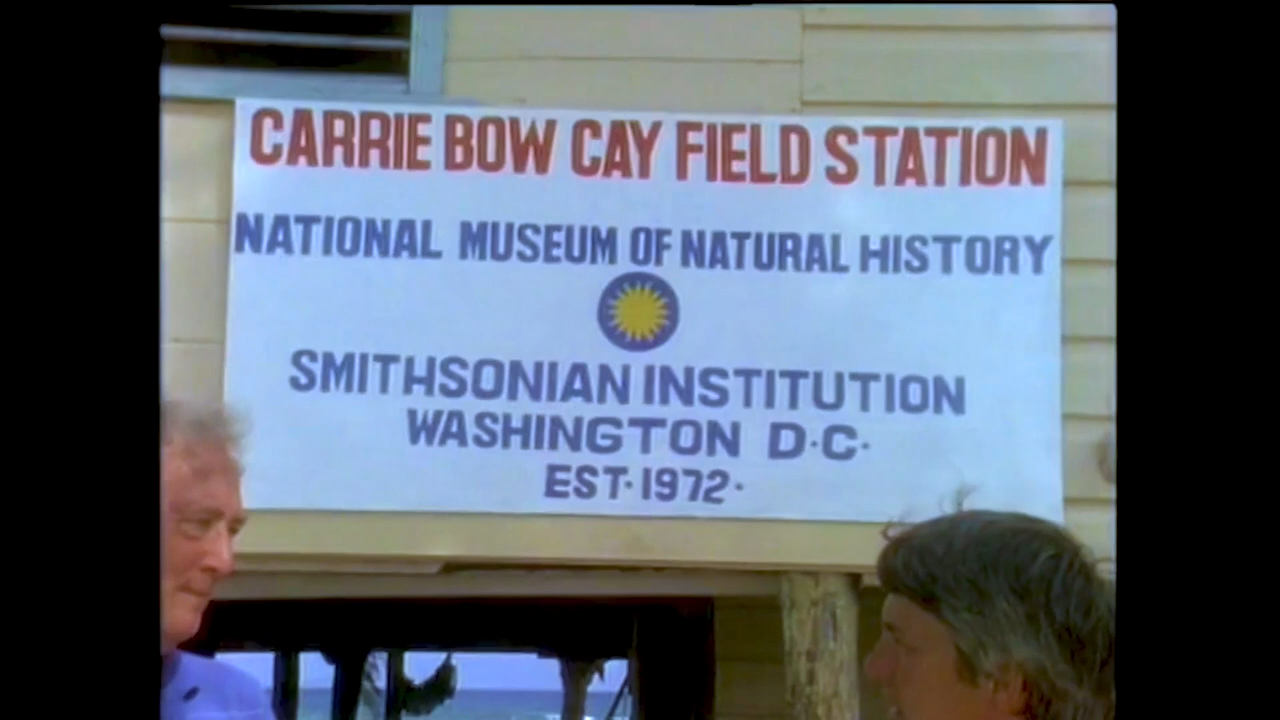 CARRIE BOW CAY FIELD STATION
NATIONAL MUSEUM OF NATURAL HISTORY
SMITHSONIAN INSTITUTION
WASHINGTON D·C·
EST·1972·